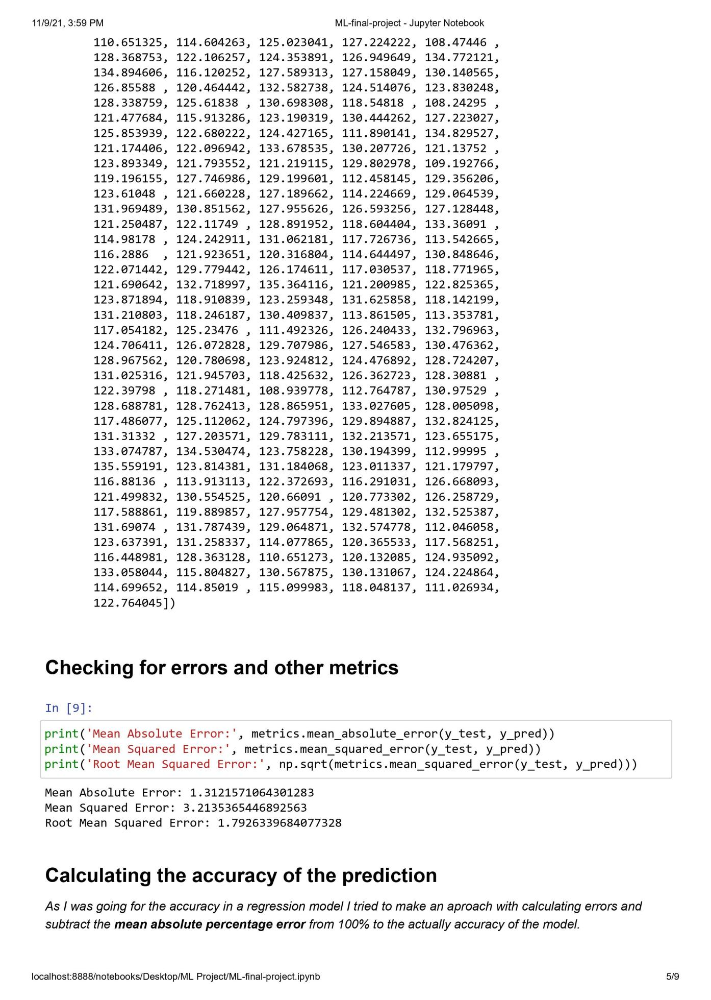 11/9/21, 3:59 PM ML-final-project - Jupyter Notebook
110.651325, 114.604263, 125.023041, 127.224222, 108.47446 ,
128.368753, 122.106257, 124.353891, 126.949649, 134.772121,
134.894606, 116.120252, 127.589313, 127.158049, 130.140565,
126.85588 , 120.464442, 132.582738, 124.514076, 123.830248,
128.338759, 125.61838 , 130.698308, 118.54818 , 108.24295 ,
121.477684, 115.913286, 123.190319, 130.444262, 127.223027,
125.853939, 122.680222, 124.427165, 111.890141, 134.829527,
121.174406, 122.096942, 133.678535, 130.207726, 121.13752 ,
123.893349, 121.793552, 121.219115, 129.802978, 109.192766,
119.196155, 127.746986, 129.199601, 112.458145, 129.356206,
123.61048 , 121.660228, 127.189662, 114.224669, 129.064539,
131.969489, 130.851562, 127.955626, 126.593256, 127.128448,
121.250487, 122.11749 , 128.891952, 118.604404, 133.36091 ,
114.98178 , 124.242911, 131.062181, 117.726736, 113.542665,
116.2886  , 121.923651, 120.316804, 114.644497, 130.848646,
122.071442, 129.779442, 126.174611, 117.030537, 118.771965,
121.690642, 132.718997, 135.364116, 121.200985, 122.825365,
123.871894, 118.910839, 123.259348, 131.625858, 118.142199,
131.210803, 118.246187, 130.409837, 113.861505, 113.353781,
117.054182, 125.23476 , 111.492326, 126.240433, 132.796963,
124.706411, 126.072828, 129.707986, 127.546583, 130.476362,
128.967562, 120.780698, 123.924812, 124.476892, 128.724207,
131.025316, 121.945703, 118.425632, 126.362723, 128.30881 ,
122.39798 , 118.271481, 108.939778, 112.764787, 130.97529 ,
128.688781, 128.762413, 128.865951, 133.027605, 128.005098,
117.486077, 125.112062, 124.797396, 129.894887, 132.824125,
131.31332 , 127.203571, 129.783111, 132.213571, 123.655175,
133.074787, 134.530474, 123.758228, 130.194399, 112.99995 ,
135.559191, 123.814381, 131.184068, 123.011337, 121.179797,
116.88136 , 113.913113, 122.372693, 116.291031, 126.668093,
121.499832, 130.554525, 120.66091 , 120.773302, 126.258729,
117.588861, 119.889857, 127.957754, 129.481302, 132.525387,
131.69074 , 131.787439, 129.064871, 132.574778, 112.046058,
123.637391, 131.258337, 114.077865, 120.365533, 117.568251,
116.448981, 128.363128, 110.651273, 120.132085, 124.935092,
133.058044, 115.804827, 130.567875, 130.131067, 124.224864,
114.699652, 114.85019 , 115.099983, 118.048137, 111.026934,
122.764045])
Checking for errors and other metrics
In [9]:
print('Mean Absolute Error:', metrics.mean_absolute_error(y_test, y_pred))
print('Mean Squared Error:', metrics.mean_squared_error(y_test, y_pred))
print('Root Mean Squared Error:', np.sqrt(metrics.mean_squared_error(y_test, y_pred)))
Mean Absolute Error: 1.3121571064301283
Mean Squared Error: 3.2135365446892563
Root Mean Squared Error: 1.7926339684077328
Calculating the accuracy of the prediction
As I was going for the accuracy in a regression model I tried to make an aproach with calculating errors and
subtract the mean absolute percentage error from 100% to the actually accuracy of the model.
localhost:8888/notebooks/Desktop/ML Project/ML-final-project.ipynb 5/9